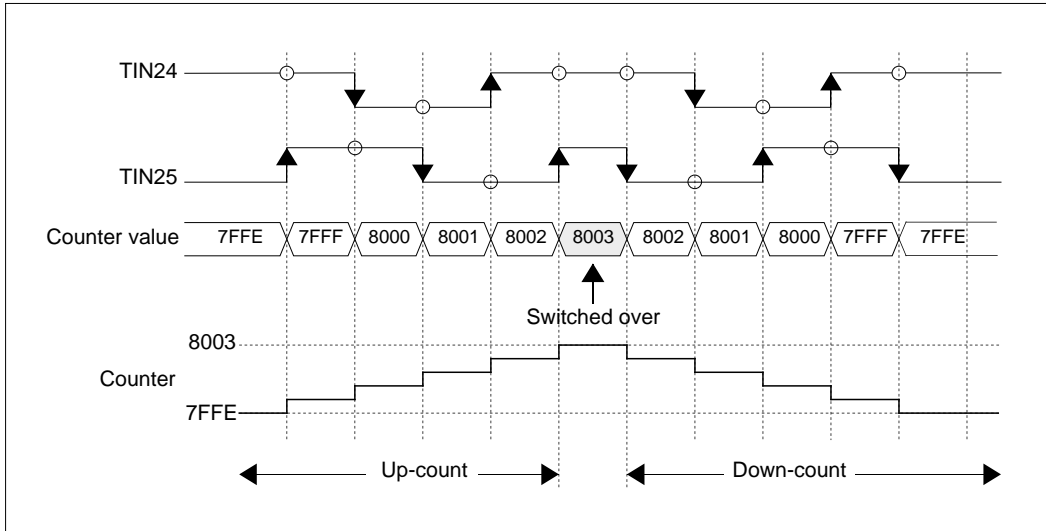 TIN24
TIN25
Counter value 7FFE 7FFF 8000 8001 8002 8003 8002 8001 8000 7FFF 7FFE
Switched over
8003
Counter
7FFE
Up-count Down-count